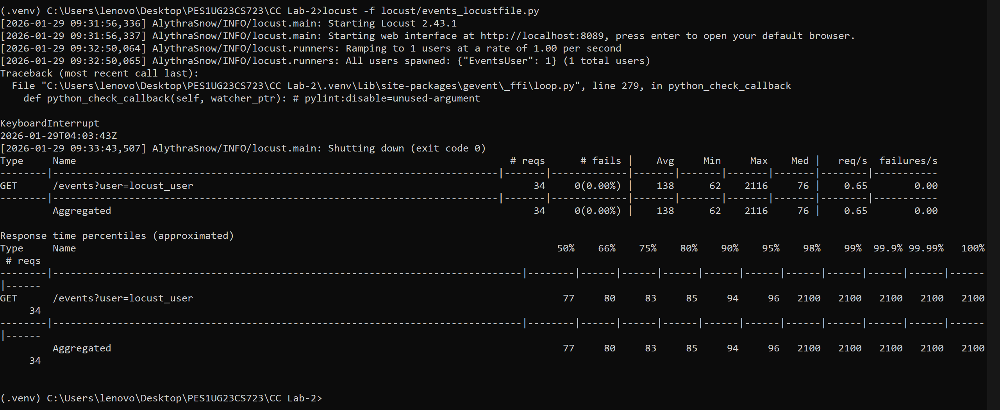 (.venv) C:\Users\lenovo\Desktop\PES1UG23CS723\CC Lab-2>locust -f locust/events_locustfile.py
[2026-01-29 09:31:56,336] AlythraSnow/INFO/locust.main: Starting Locust 2.43.1
[2026-01-29 09:31:56,337] AlythraSnow/INFO/locust.main: Starting web interface at http://localhost:8089, press enter to open your default browser.
[2026-01-29 09:32:50,064] AlythraSnow/INFO/locust.runners: Ramping to 1 users at a rate of 1.00 per second
[2026-01-29 09:32:50,065] AlythraSnow/INFO/locust.runners: All users spawned: {"EventsUser": 1} (1 total users)
Traceback (most recent call last):
  File "C:\Users\lenovo\Desktop\PES1UG23CS723\CC Lab-2\.venv\Lib\site-packages\gevent\_ffi\loop.py", line 279, in python_check_callback
    def python_check_callback(self, watcher_ptr): # pylint:disable=unused-argument

KeyboardInterrupt
2026-01-29T04:03:43Z
[2026-01-29 09:33:43,507] AlythraSnow/INFO/locust.main: Shutting down (exit code 0)
Type     Name                                                                          # reqs      # fails |    Avg     Min     Max    Med |   req/s  failures/s
--------|----------------------------------------------------------------------------|-------|-------------|-------|-------|-------|-------|--------|-----------
GET      /events?user=locust_user                                                          34     0(0.00%) |    138      62    2116     76 |    0.65        0.00
--------|----------------------------------------------------------------------------|-------|-------------|-------|-------|-------|-------|--------|-----------
         Aggregated                                                                        34     0(0.00%) |    138      62    2116     76 |    0.65        0.00

Response time percentiles (approximated)
Type     Name                                                                                  50%    66%    75%    80%    90%    95%    98%    99%  99.9% 99.99%   100%
 # reqs
--------|--------------------------------------------------------------------------------|--------|------|------|------|------|------|------|------|------|------|------
|------
GET      /events?user=locust_user                                                               77     80     83     85     94     96   2100   2100   2100   2100   2100
     34
--------|--------------------------------------------------------------------------------|--------|------|------|------|------|------|------|------|------|------|------
|------
         Aggregated                                                                             77     80     83     85     94     96   2100   2100   2100   2100   2100
     34

(.venv) C:\Users\lenovo\Desktop\PES1UG23CS723\CC Lab-2>